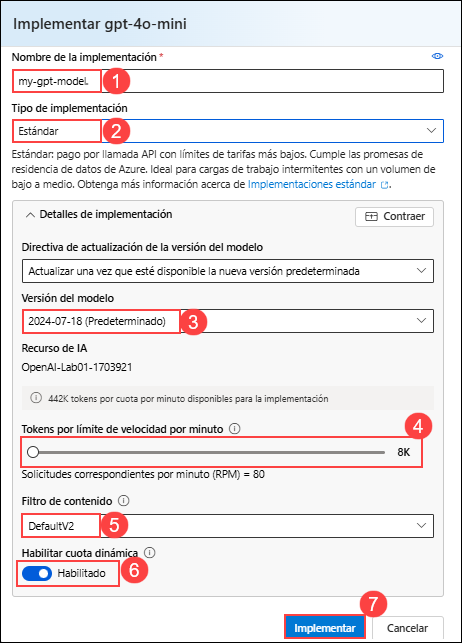 Implementar gpt-4o-mini
Nombre de la implementación *
my-gpt-model.
1
Tipo de implementación
Estándar
2
Estándar: pago por llamada API con límites de tarifas más bajos. Cumple las promesas de
residencia de datos de Azure. Ideal para cargas de trabajo intermitentes con un volumen de
bajo a medio. Obtenga más información acerca de Implementaciones estándar.
Detalles de implementación
Contraer
Directiva de actualización de la versión del modelo
Actualizar una vez que esté disponible la nueva versión predeterminada
Versión del modelo
2024-07-18 (Predeterminado)
3
Recurso de IA
OpenAI-Lab01-1703921
442K tokens por cuota por minuto disponibles para la implementación
Tokens por límite de velocidad por minuto
4
8K
Solicitudes correspondientes por minuto (RPM) = 80
Filtro de contenido
DefaultV2
5
Habilitar cuota dinámica
Habilitado
6
7
Implementar
Cancelar